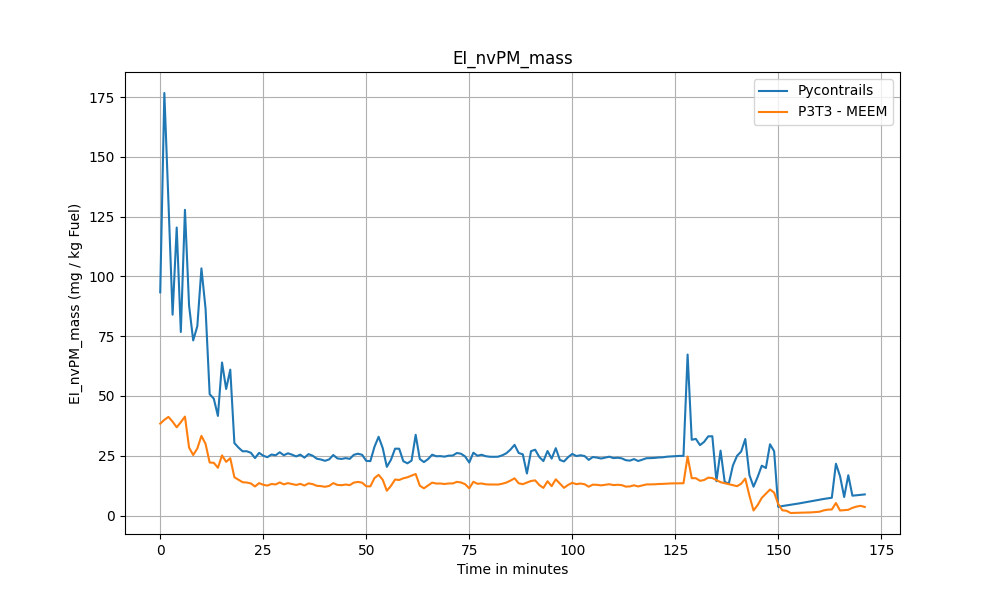 EI_nvPM_mass
Pycontrails
P3T3 - MEEM
EI_nvPM_mass (mg / kg Fuel)
175
150
125
100
75
50
25
0
0 25 50 75 100 125 150 175
Time in minutes